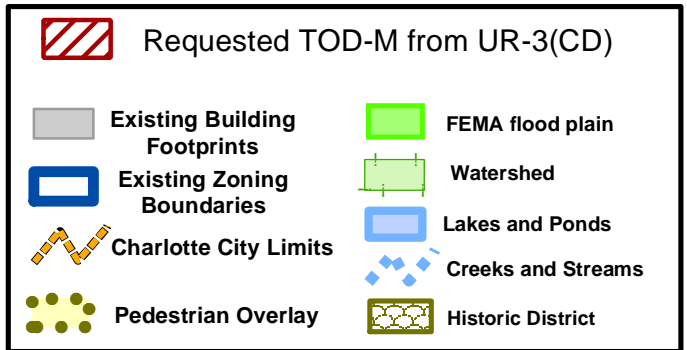 Requested TOD-M from UR-3(CD)
Existing Building
Footprints
Existing Zoning
Boundaries
Charlotte City Limits
Pedestrian Overlay
FEMA flood plain
Watershed
Lakes and Ponds
Creeks and Streams
Historic District